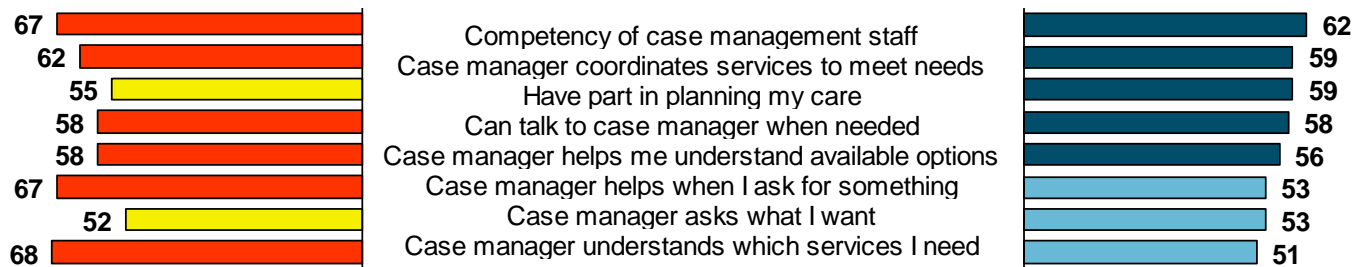 67 Competency of case management staff 62
62 Case manager coordinates services to meet needs 59
55 Have part in planning my care 59
58 Can talk to case manager when needed 58
58 Case manager helps me understand available options 56
67 Case manager helps when I ask for something 53
52 Case manager asks what I want 53
68 Case manager understands which services I need 51